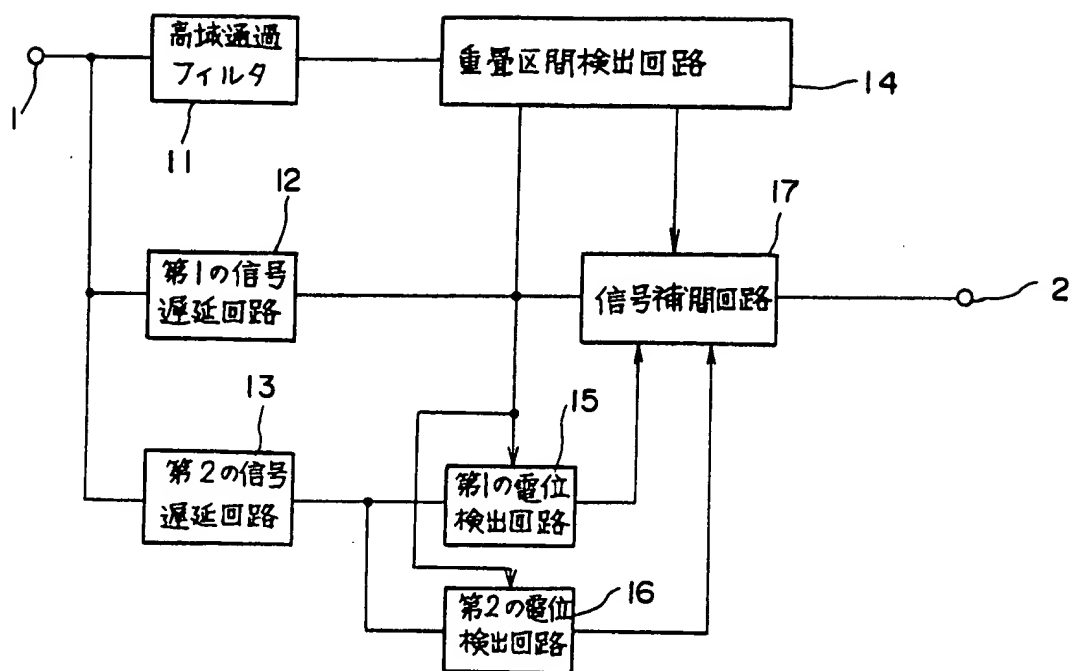 高域通過
フィルタ
重畳区間検出回路
14
1
11
12
17
第1の信号
遅延回路
信号補間回路
2
13
15
第2の信号
遅延回路
第1の電位
検出回路
第2の電位
検出回路
16